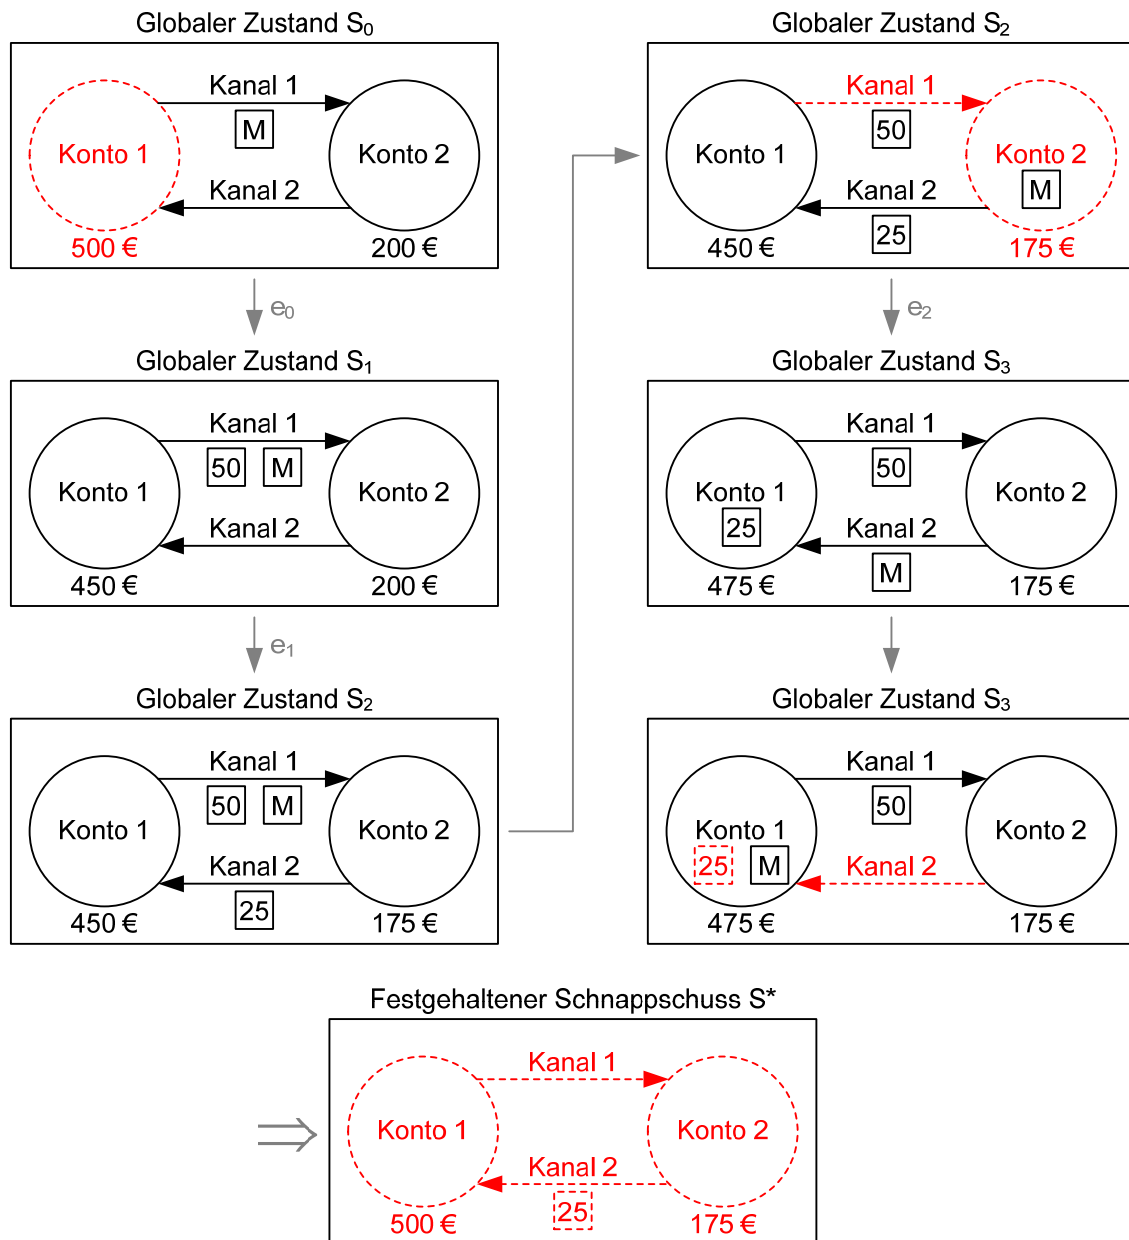 Globaler Zustand S₀
Kanal 1
M
Konto 1
Konto 2
Kanal 2
500 €
200 €
e₀
Globaler Zustand S₁
Kanal 1
50 M
Konto 1
Konto 2
Kanal 2
450 €
200 €
e₁
Globaler Zustand S₂
Kanal 1
50 M
Konto 1
Konto 2
Kanal 2
25
450 €
175 €
Globaler Zustand S₂
Kanal 1
50
Konto 1
Konto 2
M
Kanal 2
25
450 €
175 €
e₂
Globaler Zustand S₃
Kanal 1
50
Konto 1
Konto 2
25
Kanal 2
M
475 €
175 €
Globaler Zustand S₃
Kanal 1
50
Konto 1
Konto 2
25 M
Kanal 2
475 €
175 €
Festgehaltener Schnappschuss S*
Kanal 1
Konto 1
Konto 2
Kanal 2
25
500 €
175 €